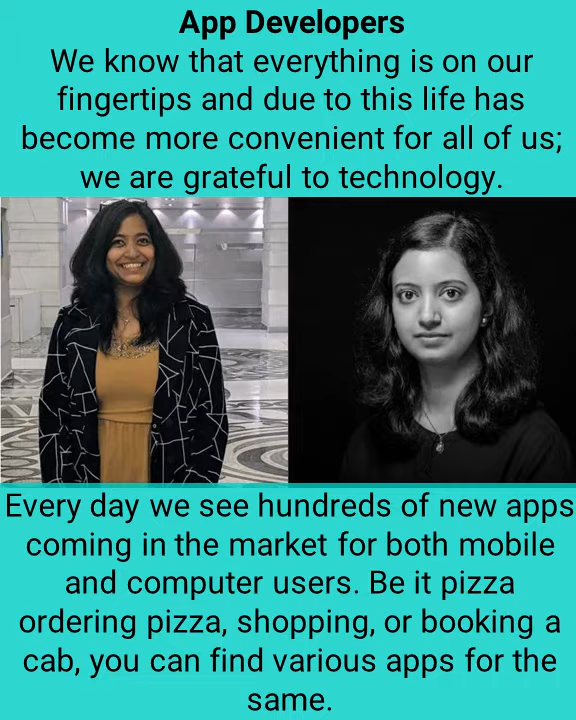 App Developers
We know that everything is on our
fingertips and due to this life has
become more convenient for all of us;
we are grateful to technology.
Every day we see hundreds of new apps
coming in the market for both mobile
and computer users. Be it pizza
ordering pizza, shopping, or booking a
cab, you can find various apps for the
same.